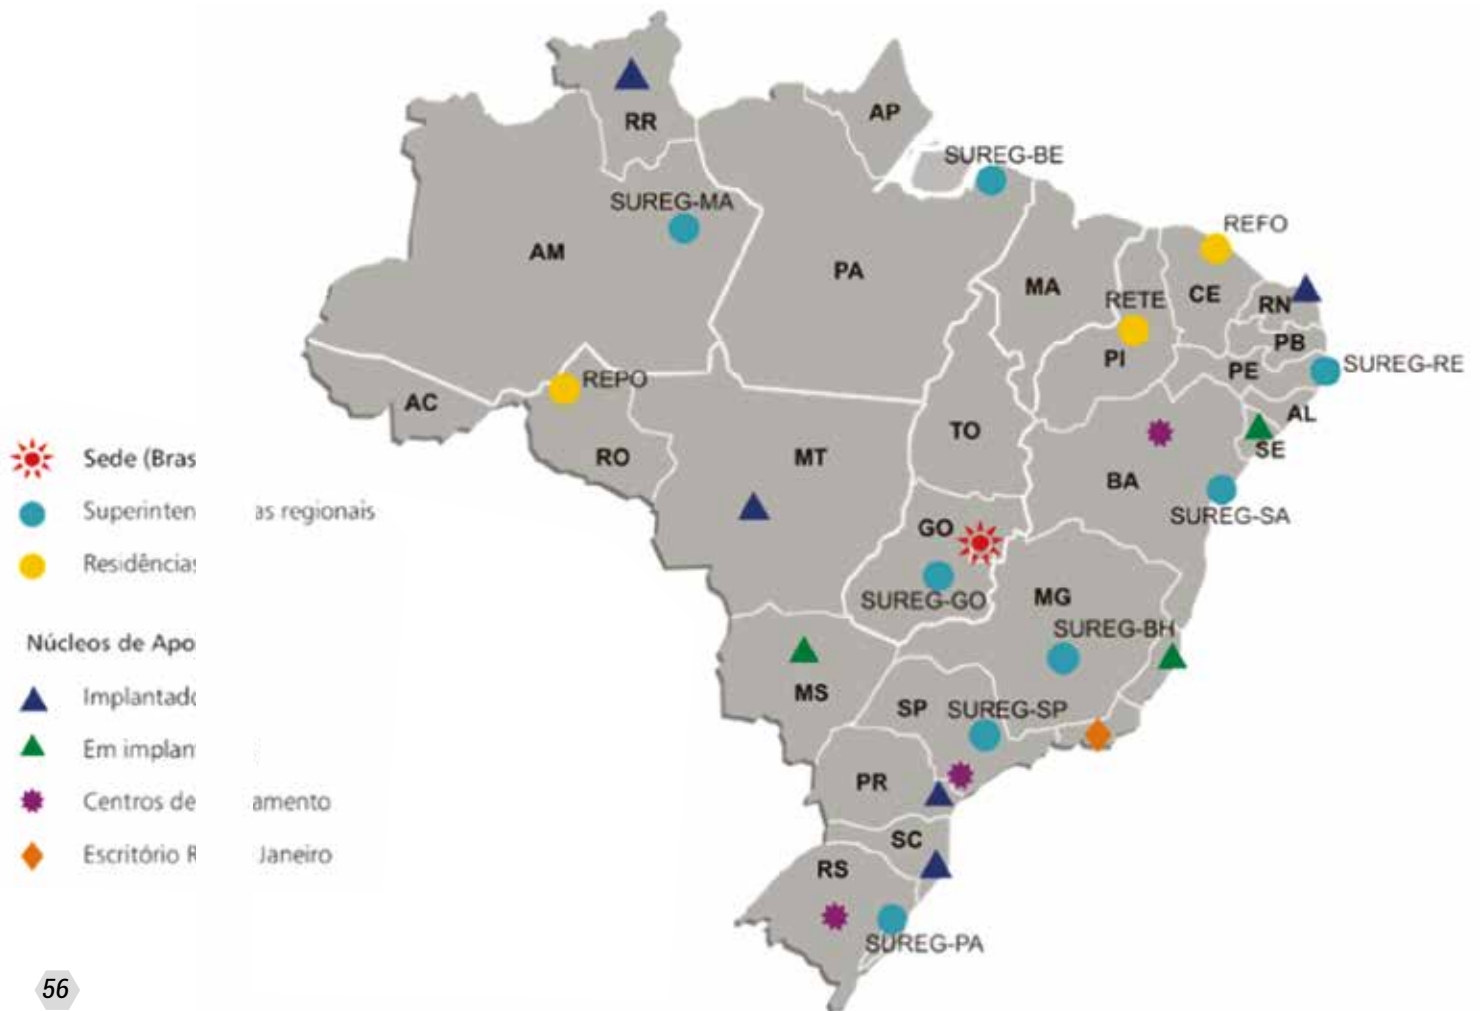 RR
AP
SUREG-BE
SUREG-MA
REFO
AM
PA
MA
CE
RETE
RN
PB
PI
PE
SUREG-RE
REPO
AC
AL
TO
SE
RO
MT
BA
SUREG-SA
GO
SUREG-GO
MG
SUREG-BH
MS
SP
SUREG-SP
PR
SC
RS
SUREG-PA
Sede (Bras
Superinten as regionais
Residências
Núcleos de Apo
Implantad
Em implan
Centros de amento
Escritório R Janeiro
56